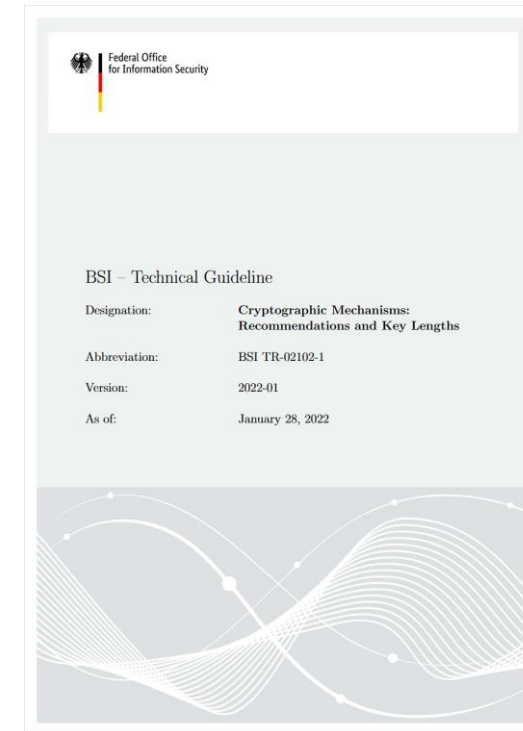 Federal Office
for Information Security
BSI – Technical Guideline
Designation: Cryptographic Mechanisms:
Recommendations and Key Lengths
Abbreviation: BSI TR-02102-1
Version: 2022-01
As of: January 28, 2022